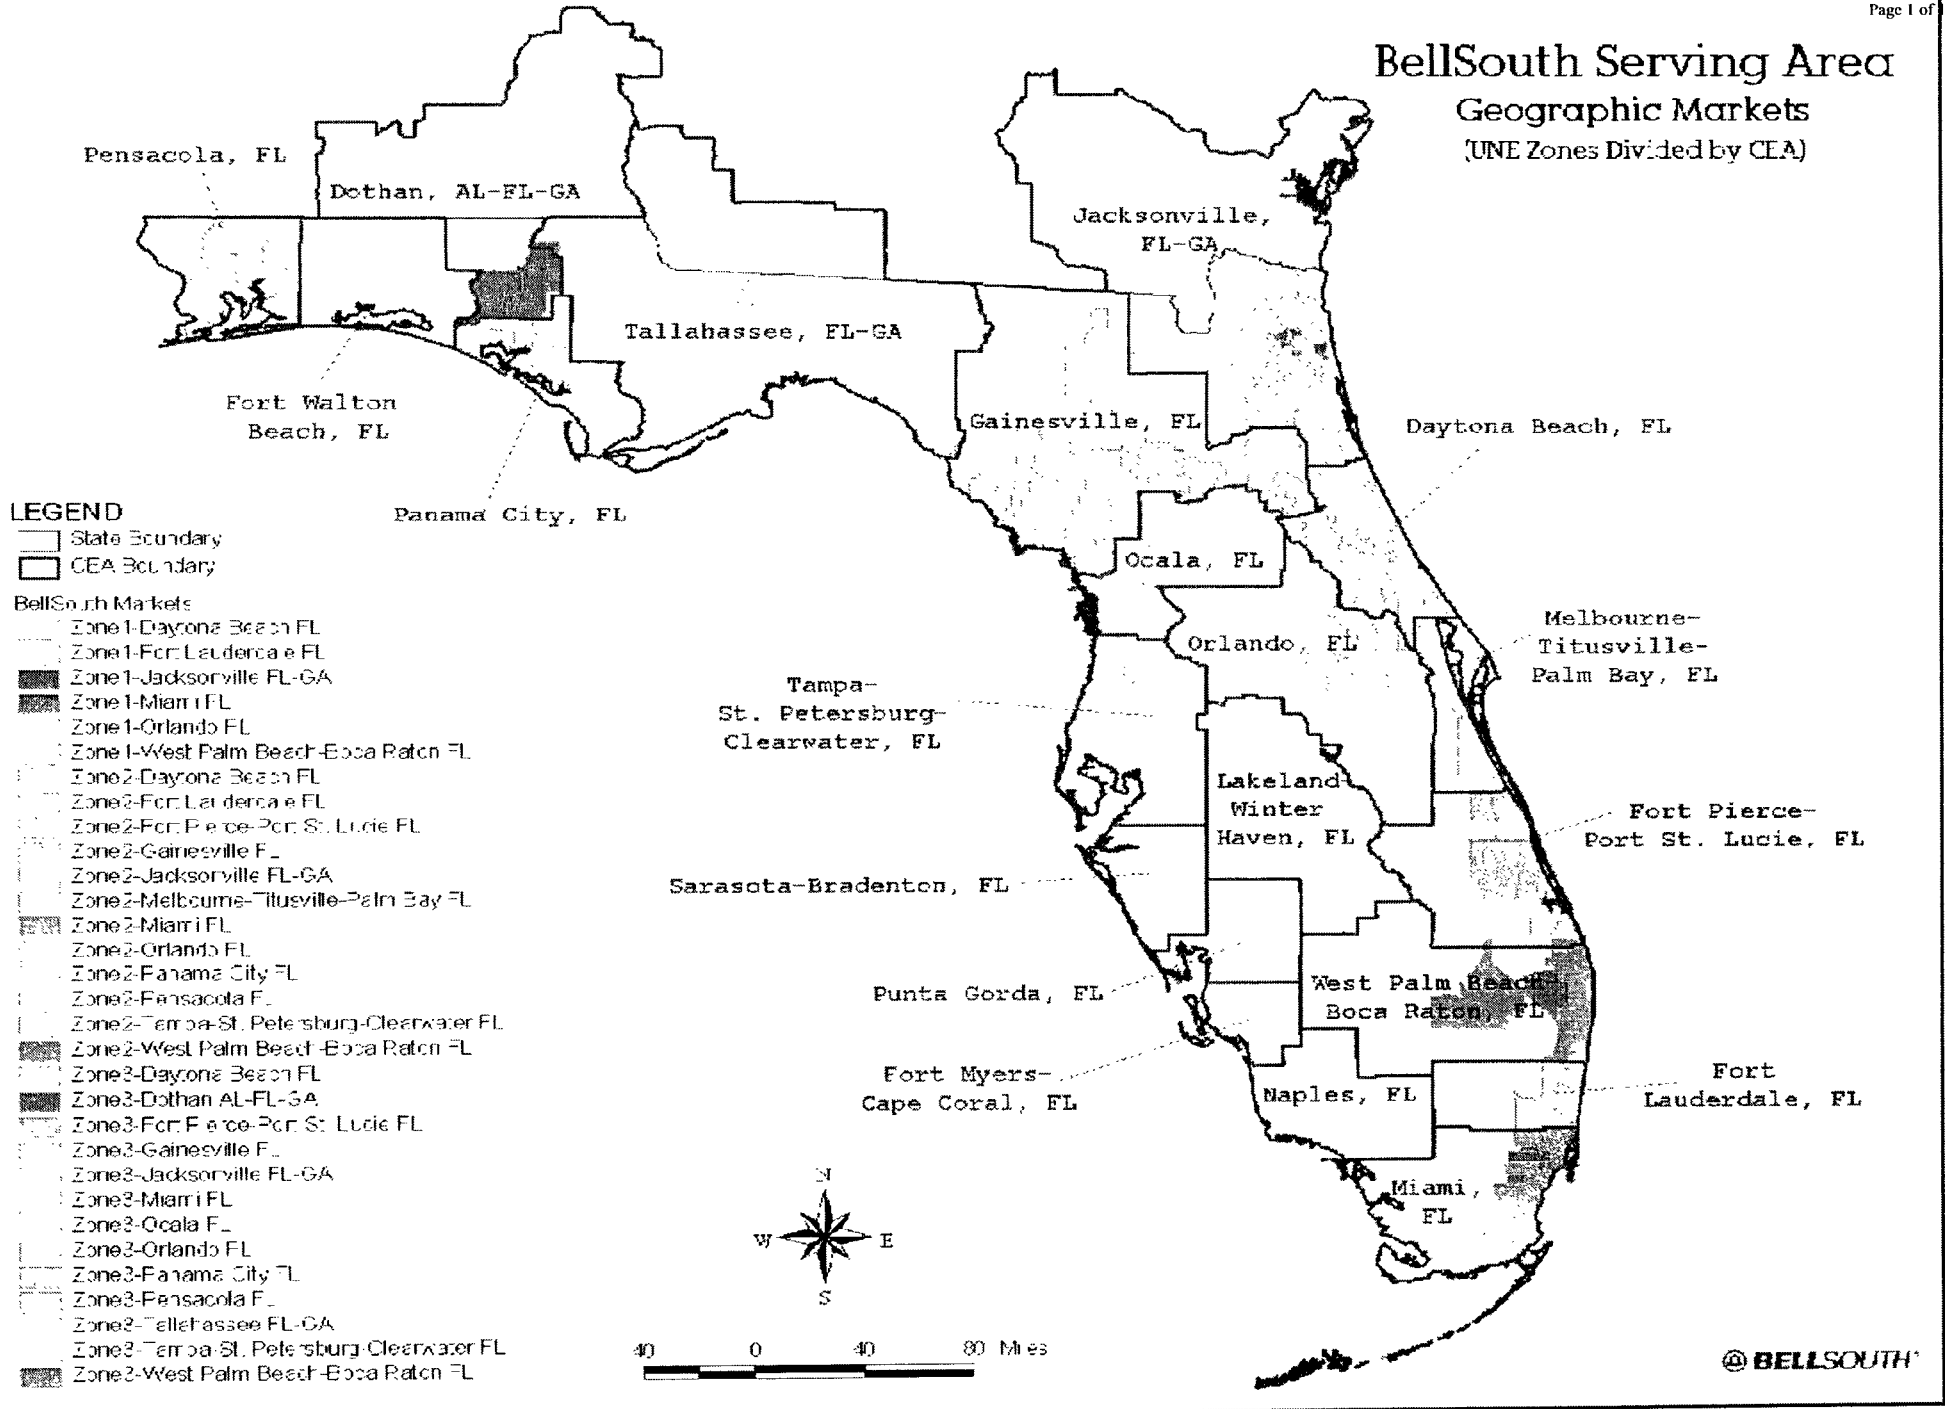 Page 1 of
BellSouth Serving Area
Geographic Markets
(UNE Zones Divided by CEA)
Pensacola, FL
Dothan, AL-FL-GA
Jacksonville,
FL-GA
Tallahassee, FL-GA
Fort Walton
Beach, FL
Gainesville, FL
Daytona Beach, FL
Panama City, FL
Ocala, FL
Orlando, FL
Melbourne-
Titusville-
Palm Bay, FL
Tampa-
St. Petersburg-
Clearwater, FL
Lakeland-
Winter
Haven, FL
Fort Pierce-
Port St. Lucie, FL
Sarasota-Bradenton, FL
Punta Gorda, FL
West Palm Beach-
Boca Raton, FL
Fort Myers-
Cape Coral, FL
Naples, FL
Fort
Lauderdale, FL
Miami,
FL
LEGEND
State Boundary
CEA Boundary
BellSouth Markets
Zone1-Daytona Beach FL
Zone1-Fort Lauderdale FL
Zone1-Jacksonville FL-GA
Zone1-Miami FL
Zone1-Orlando FL
Zone1-West Palm Beach-Boca Raton FL
Zone2-Daytona Beach FL
Zone2-Fort Lauderdale FL
Zone2-Fort Pierce-Port St. Lucie FL
Zone2-Gainesville FL
Zone2-Jacksonville FL-GA
Zone2-Melbourne-Titusville-Palm Bay FL
Zone2-Miami FL
Zone2-Orlando FL
Zone2-Panama City FL
Zone2-Pensacola FL
Zone2-Tampa-St. Petersburg-Clearwater FL
Zone2-West Palm Beach-Boca Raton FL
Zone3-Daytona Beach FL
Zone3-Dothan AL-FL-GA
Zone3-Fort Pierce-Port St. Lucie FL
Zone3-Gainesville FL
Zone3-Jacksonville FL-GA
Zone3-Miami FL
Zone3-Ocala FL
Zone3-Orlando FL
Zone3-Panama City FL
Zone3-Pensacola FL
Zone3-Tallahassee FL-GA
Zone3-Tampa-St. Petersburg-Clearwater FL
Zone3-West Palm Beach-Boca Raton FL
N
W E
S
40 0 40 80 Miles
BELLSOUTH